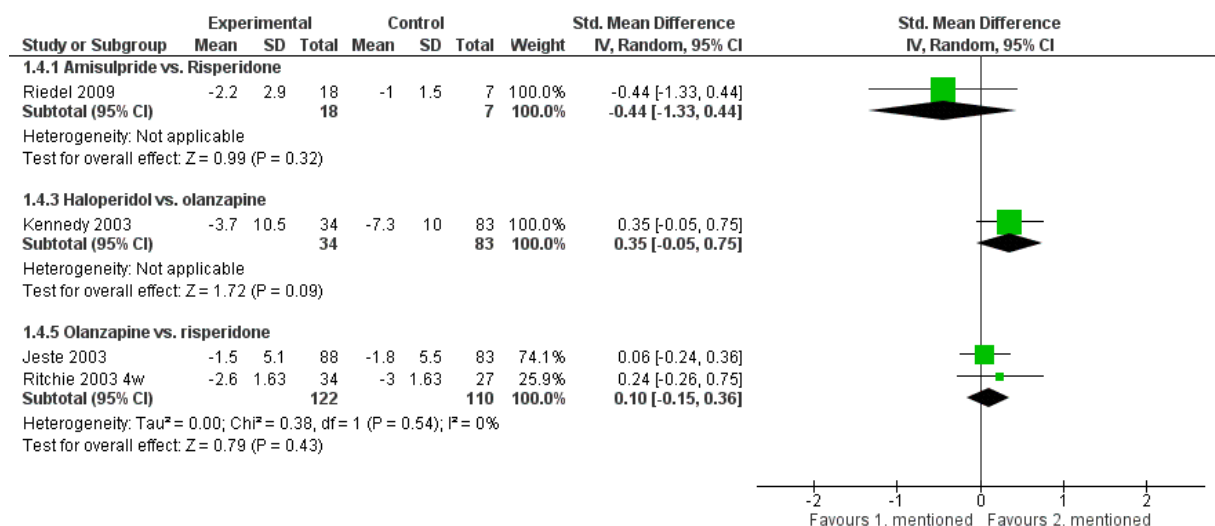 Experimental Control Std. Mean Difference Std. Mean Difference
Study or Subgroup Mean SD Total Mean SD Total Weight IV, Random, 95% CI IV, Random, 95% CI
1.4.1 Amisulpride vs. Risperidone
Riedel 2009 -2.2 2.9 18 -1 1.5 7 100.0% -0.44 [-1.33, 0.44]
Subtotal (95% CI) 18 7 100.0% -0.44 [-1.33, 0.44]
Heterogeneity: Not applicable
Test for overall effect: Z = 0.99 (P = 0.32)
1.4.3 Haloperidol vs. olanzapine
Kennedy 2003 -3.7 10.5 34 -7.3 10 83 100.0% 0.35 [-0.05, 0.75]
Subtotal (95% CI) 34 83 100.0% 0.35 [-0.05, 0.75]
Heterogeneity: Not applicable
Test for overall effect: Z = 1.72 (P = 0.09)
1.4.5 Olanzapine vs. risperidone
Jeste 2003 -1.5 5.1 88 -1.8 5.5 83 74.1% 0.06 [-0.24, 0.36]
Ritchie 2003 4w -2.6 1.63 34 -3 1.63 27 25.9% 0.24 [-0.26, 0.75]
Subtotal (95% CI) 122 110 100.0% 0.10 [-0.15, 0.36]
Heterogeneity: Tau² = 0.00; Chi² = 0.38, df = 1 (P = 0.54); I² = 0%
Test for overall effect: Z = 0.79 (P = 0.43)
-2 -1 0 1 2
Favours 1. mentioned Favours 2. mentioned